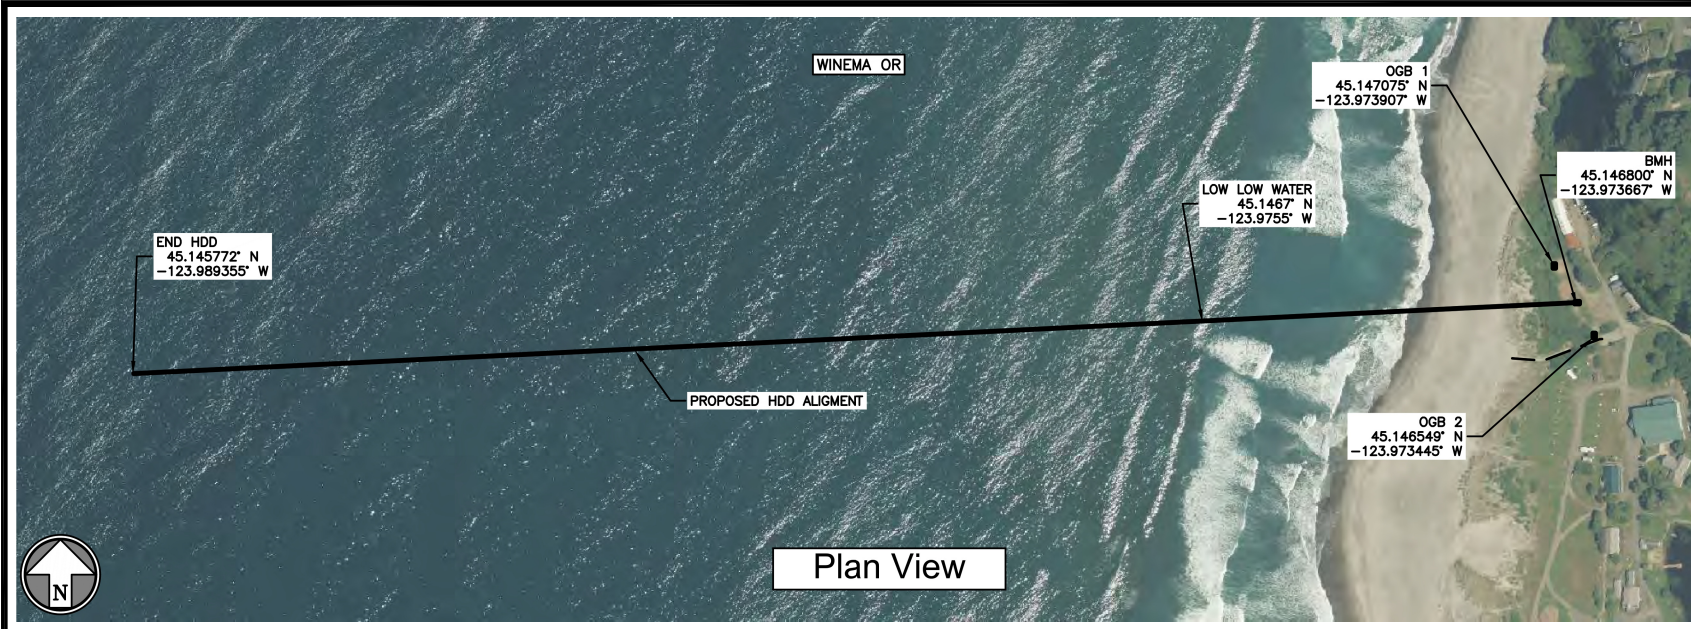 WINEMA OR
OGB 1
45.147075° N
-123.973907° W
BMH
45.146800° N
-123.973667° W
LOW LOW WATER
45.1467° N
-123.9755° W
END HDD
45.145772° N
-123.989355° W
PROPOSED HDD ALIGMENT
OGB 2
45.146549° N
-123.973445° W
Plan View
N